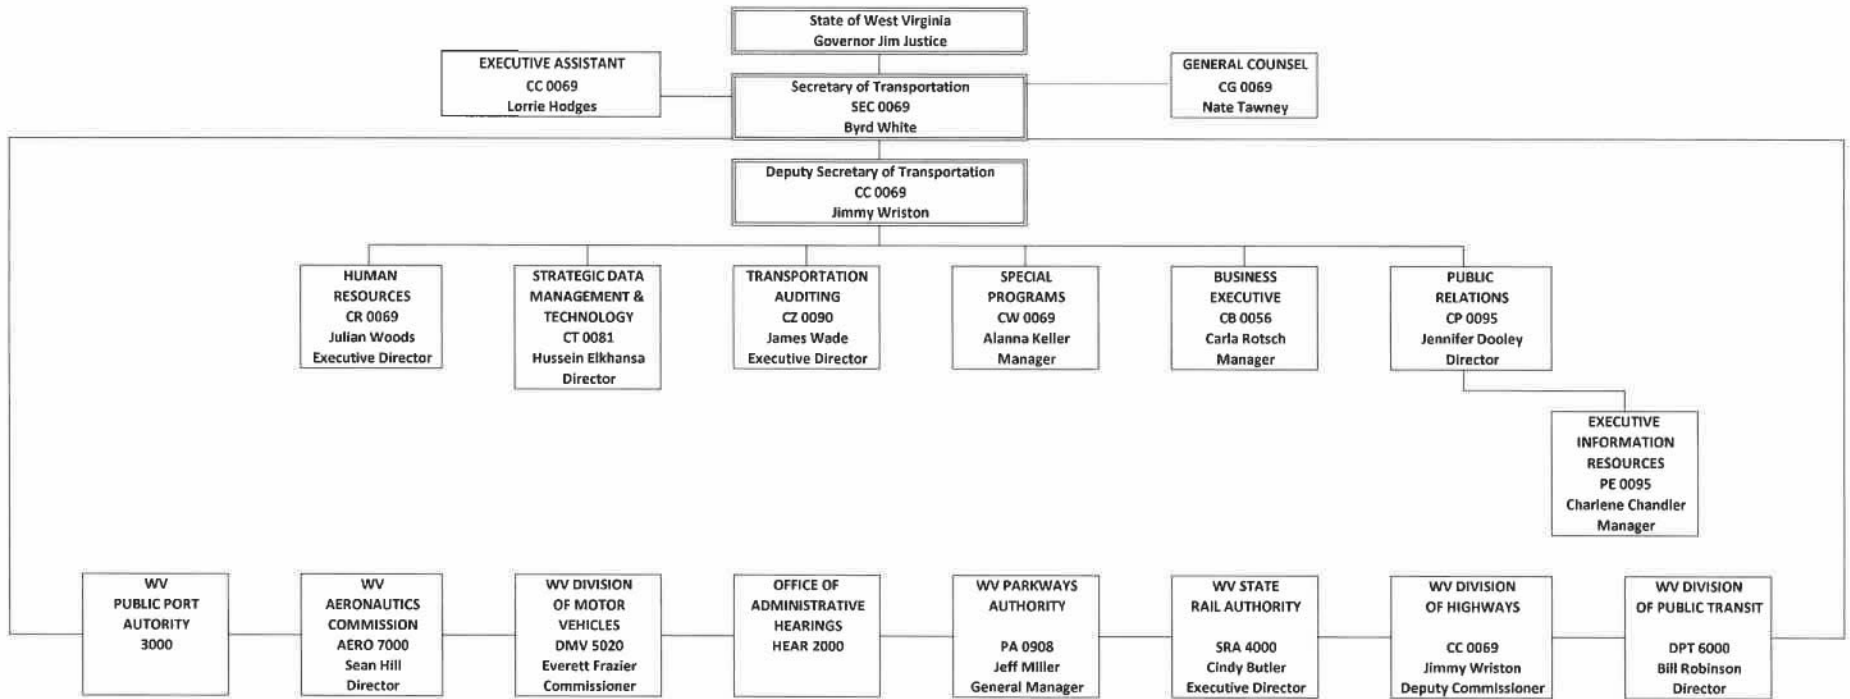 State of West Virginia
Governor Jim Justice
EXECUTIVE ASSISTANT
CC 0069
Lorrie Hodges
GENERAL COUNSEL
CG 0069
Nate Tawney
Secretary of Transportation
SEC 0069
Byrd White
Deputy Secretary of Transportation
CC 0069
Jimmy Wriston
HUMAN
RESOURCES
CR 0069
Julian Woods
Executive Director
STRATEGIC DATA
MANAGEMENT &
TECHNOLOGY
CT 0081
Hussein Elkhansa
Director
TRANSPORTATION
AUDITING
CZ 0090
James Wade
Executive Director
SPECIAL
PROGRAMS
CW 0069
Alanna Keller
Manager
BUSINESS
EXECUTIVE
CB 0056
Carla Rotsch
Manager
PUBLIC
RELATIONS
CP 0095
Jennifer Dooley
Director
EXECUTIVE
INFORMATION
RESOURCES
PE 0095
Charlene Chandler
Manager
WV
PUBLIC PORT
AUTORITY
3000
WV
AERONAUTICS
COMMISSION
AERO 7000
Sean Hill
Director
WV DIVISION
OF MOTOR
VEHICLES
DMV 5020
Everett Frazier
Commissioner
OFFICE OF
ADMINISTRATIVE
HEARINGS
HEAR 2000
WV PARKWAYS
AUTHORITY
PA 0908
Jeff Miller
General Manager
WV STATE
RAIL AUTHORITY
SRA 4000
Cindy Butler
Executive Director
WV DIVISION
OF HIGHWAYS
CC 0069
Jimmy Wriston
Deputy Commissioner
WV DIVISION
OF PUBLIC TRANSIT
DPT 6000
Bill Robinson
Director